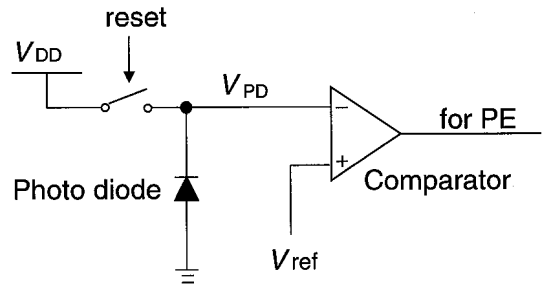 reset
VDD
VPD
for PE
−
+
Photo diode
Comparator
Vref